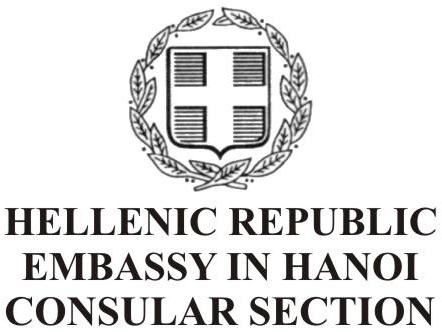 HELLENIC REPUBLIC
EMBASSY IN HANOI
CONSULAR SECTION